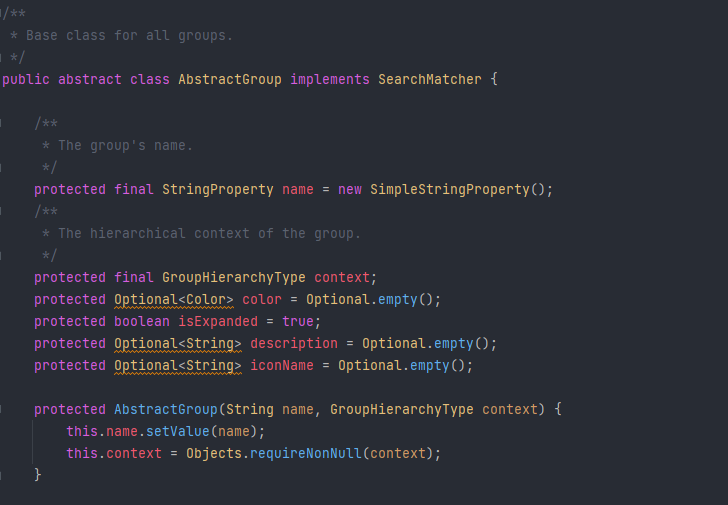 /**
 * Base class for all groups.
 */
public abstract class AbstractGroup implements SearchMatcher {
    /**
     * The group's name.
     */
    protected final StringProperty name = new SimpleStringProperty();
    /**
     * The hierarchical context of the group.
     */
    protected final GroupHierarchyType context;
    protected Optional<Color> color = Optional.empty();
    protected boolean isExpanded = true;
    protected Optional<String> description = Optional.empty();
    protected Optional<String> iconName = Optional.empty();
    protected AbstractGroup(String name, GroupHierarchyType context) {
        this.name.setValue(name);
        this.context = Objects.requireNonNull(context);
    }